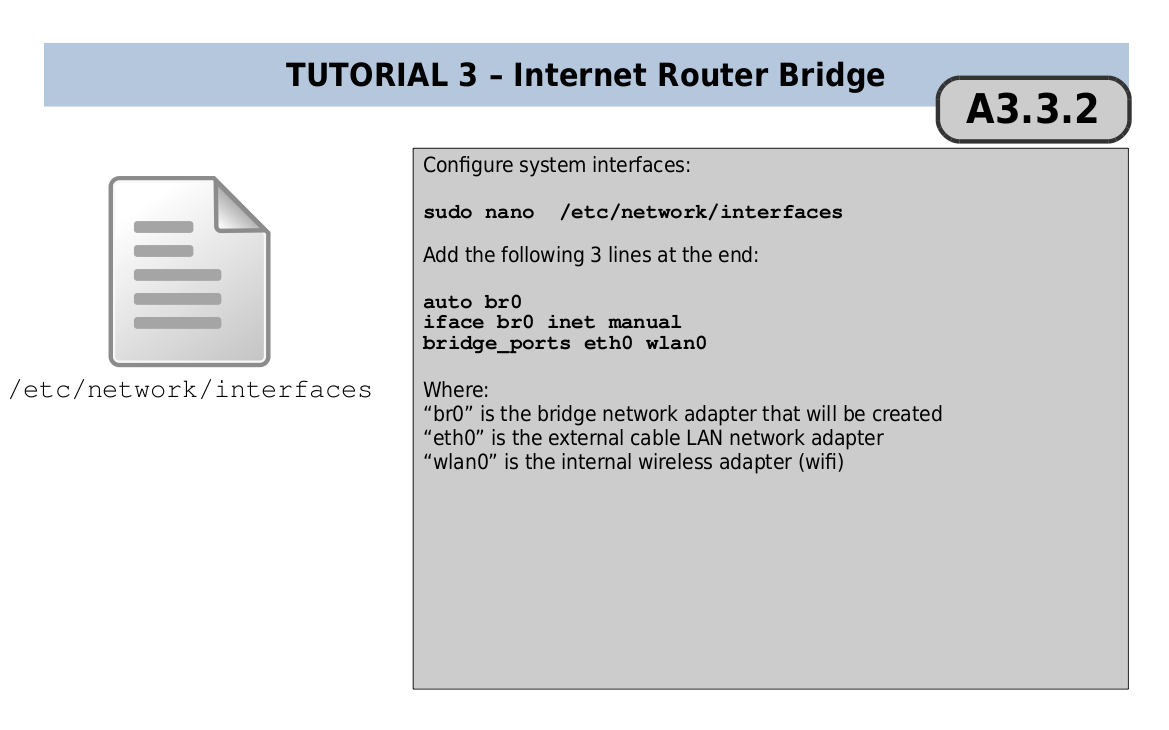 TUTORIAL 3 – Internet Router Bridge
A3.3.2
/etc/network/interfaces
Configure system interfaces:
sudo nano  /etc/network/interfaces
Add the following 3 lines at the end:
auto br0
iface br0 inet manual
bridge_ports eth0 wlan0
Where:
“br0” is the bridge network adapter that will be created
“eth0” is the external cable LAN network adapter
“wlan0” is the internal wireless adapter (wifi)